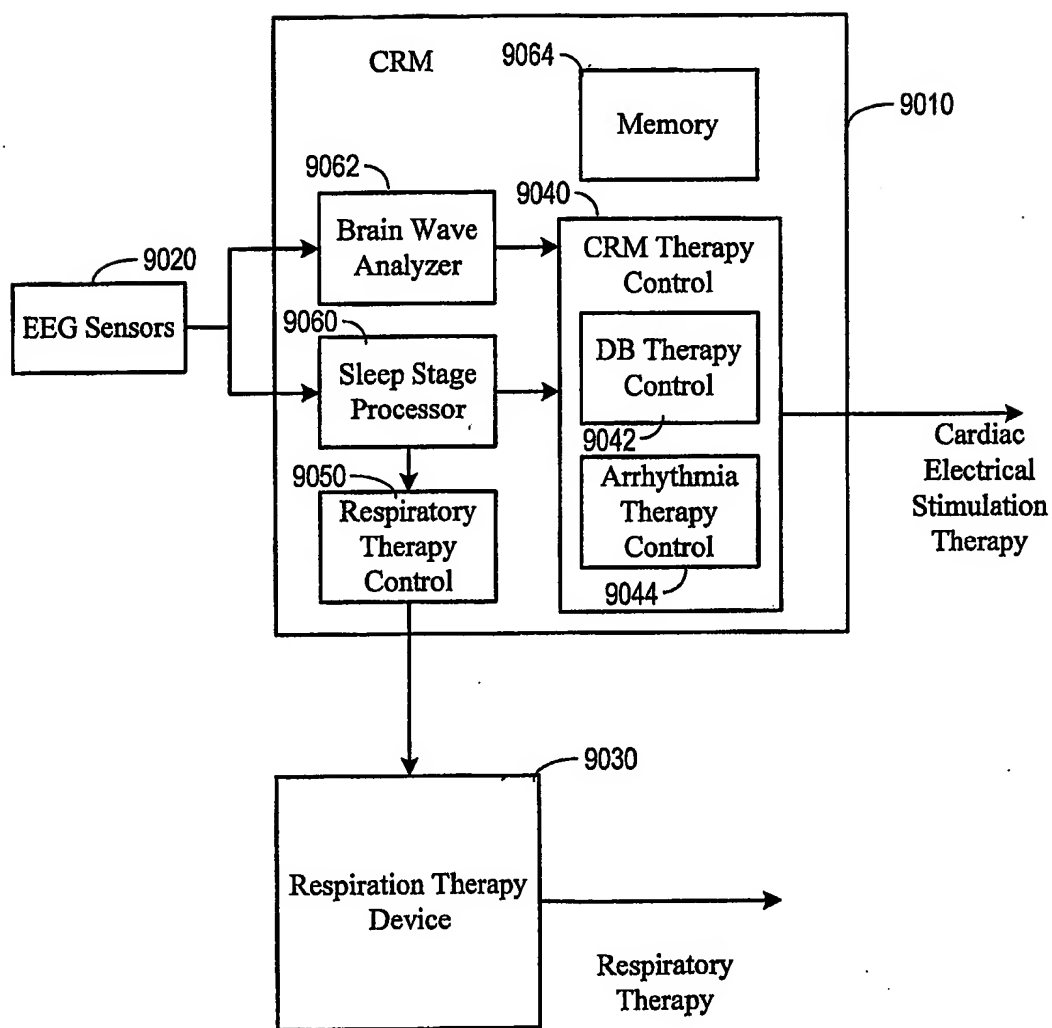 CRM
9064
Memory
9010
9062
Brain Wave
Analyzer
9040
CRM Therapy
Control
9020
EEG Sensors
9060
Sleep Stage
Processor
DB Therapy
Control
9042
9050
Respiratory
Therapy
Control
Arrhythmia
Therapy
Control
9044
Cardiac
Electrical
Stimulation
Therapy
9030
Respiration Therapy
Device
Respiratory
Therapy